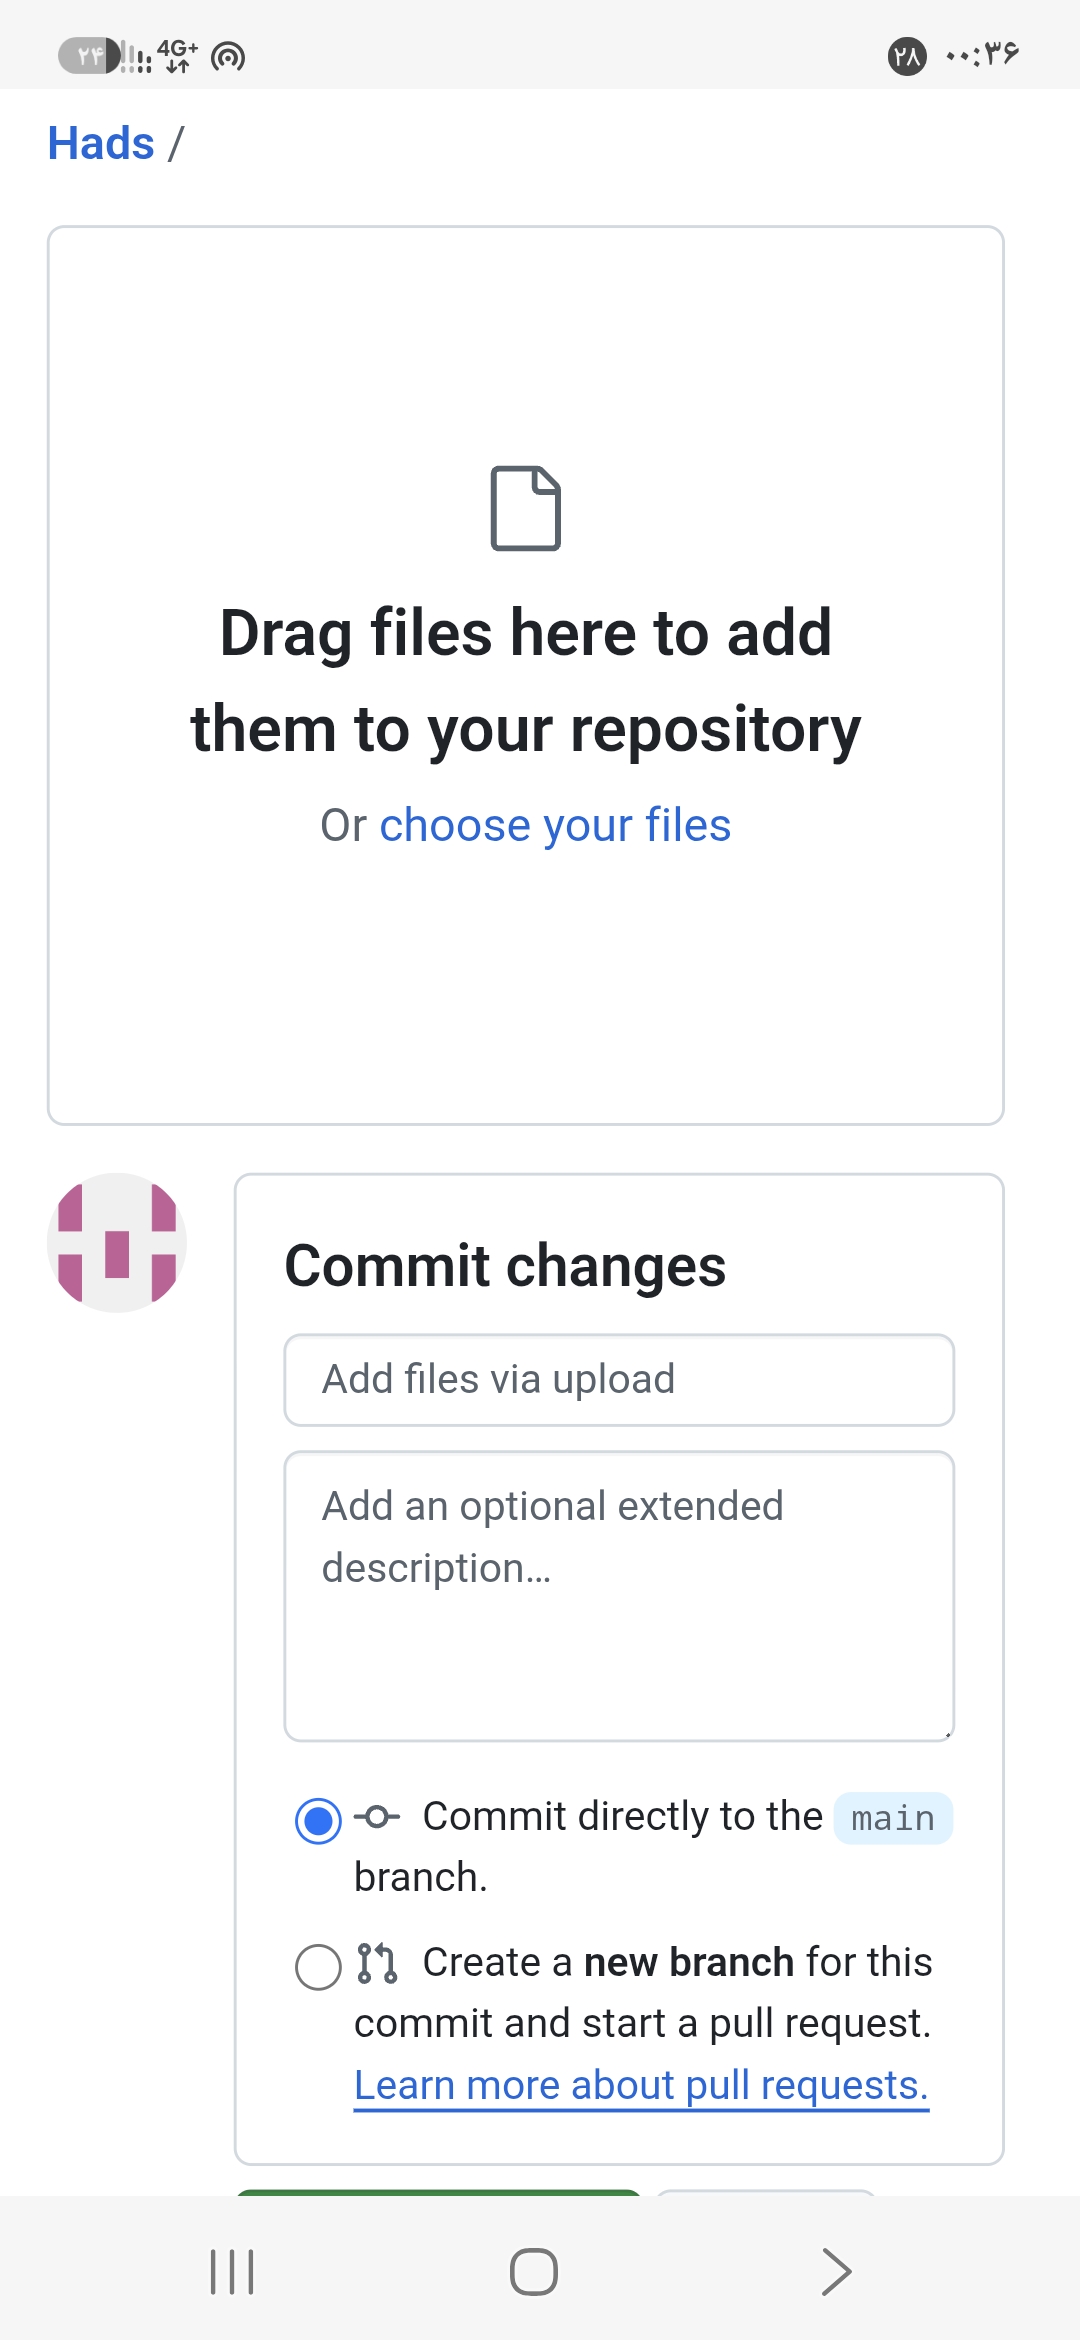 ۲۴ 4G+ ۲۸ ۰۰:۳۶
Hads /
Drag files here to add
them to your repository
Or choose your files
Commit changes
Add files via upload
Add an optional extended
description...
Commit directly to the main
branch.
Create a new branch for this
commit and start a pull request.
Learn more about pull requests.